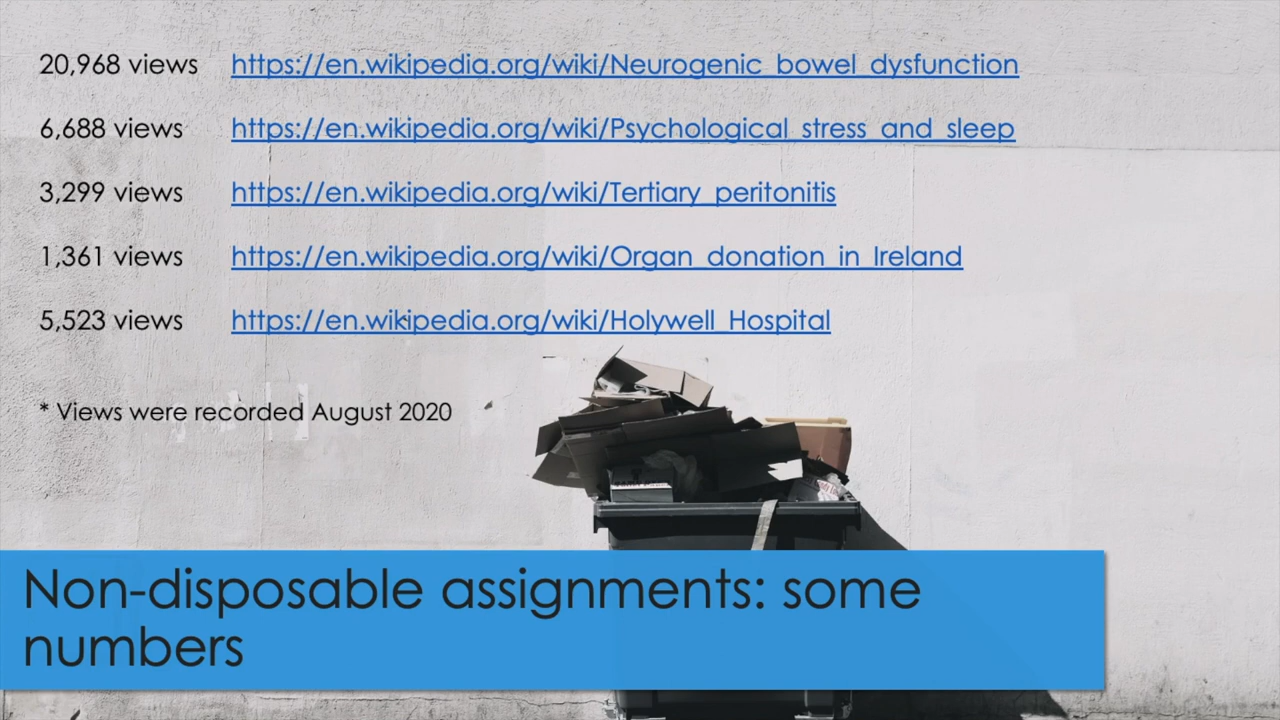 20,968 views https://en.wikipedia.org/wiki/Neurogenic_bowel_dysfunction
6,688 views https://en.wikipedia.org/wiki/Psychological_stress_and_sleep
3,299 views https://en.wikipedia.org/wiki/Tertiary_peritonitis
1,361 views https://en.wikipedia.org/wiki/Organ_donation_in_Ireland
5,523 views https://en.wikipedia.org/wiki/Holywell_Hospital
* Views were recorded August 2020
Non-disposable assignments: some
numbers